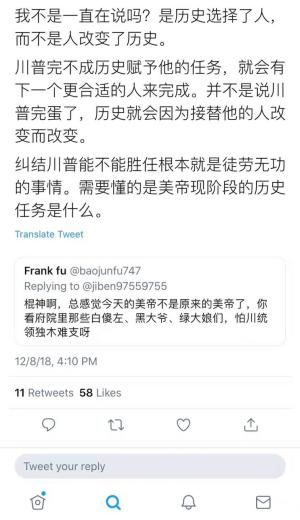 我不是一直在说吗？是历史选择了人，
而不是人改变了历史。
川普完不成历史赋予他的任务，就会有
下一个更合适的人来完成。并不是说川
普完蛋了，历史就会因为接替他的人改
变而改变。
纠结川普能不能胜任根本就是徒劳无功
的事情。需要懂的是美帝现阶段的历史
任务是什么。
Translate Tweet
Frank fu @baojunfu747
Replying to @jiben97559755
棍神啊，总感觉今天的美帝不是原来的美帝了，你
看府院里那些白傻左、黑大爷、绿大娘们，怕川统
领独木难支呀
12/8/18, 4:10 PM
11 Retweets 58 Likes
Tweet your reply